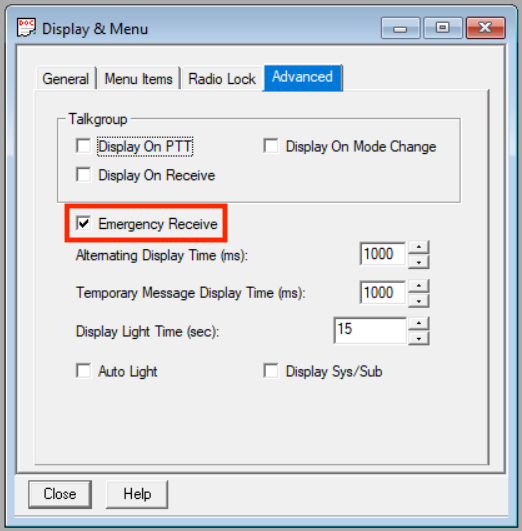 Display & Menu
General Menu Items Radio Lock Advanced
Talkgroup
Display On PTT Display On Mode Change
Display On Receive
Emergency Receive
Alternating Display Time (ms): 1000
Temporary Message Display Time (ms): 1000
Display Light Time (sec): 15
Auto Light Display Sys/Sub
Close Help